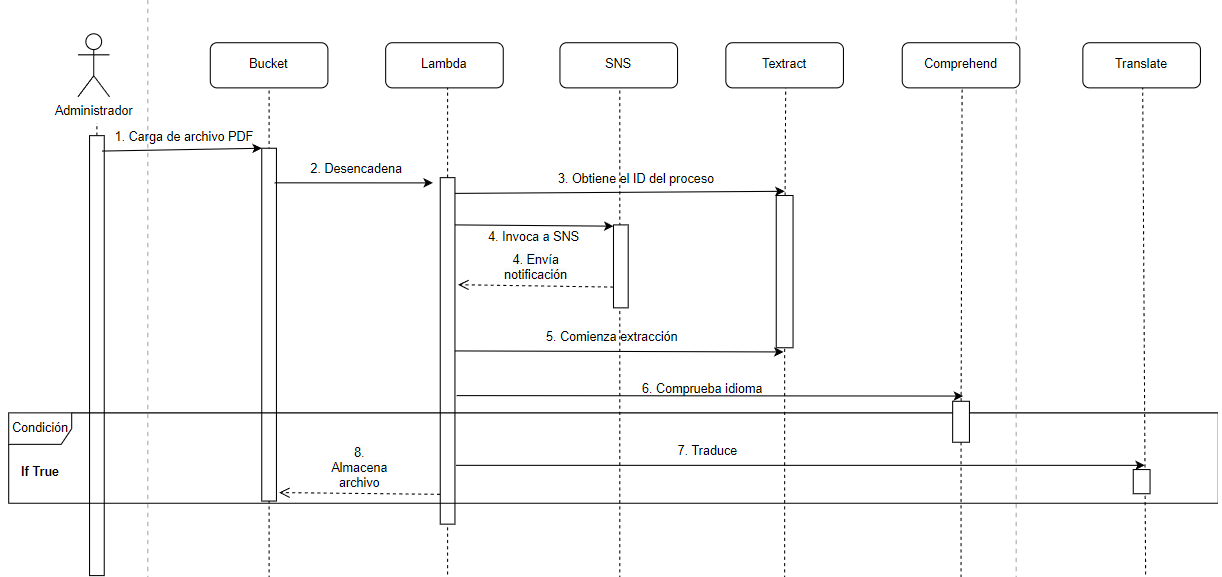 Administrador
Bucket
Lambda
SNS
Textract
Comprehend
Translate
1. Carga de archivo PDF
2. Desencadena
3. Obtiene el ID del proceso
4. Invoca a SNS
4. Envía
notificación
5. Comienza extracción
6. Comprueba idioma
Condición
If True
7. Traduce
8.
Almacena
archivo